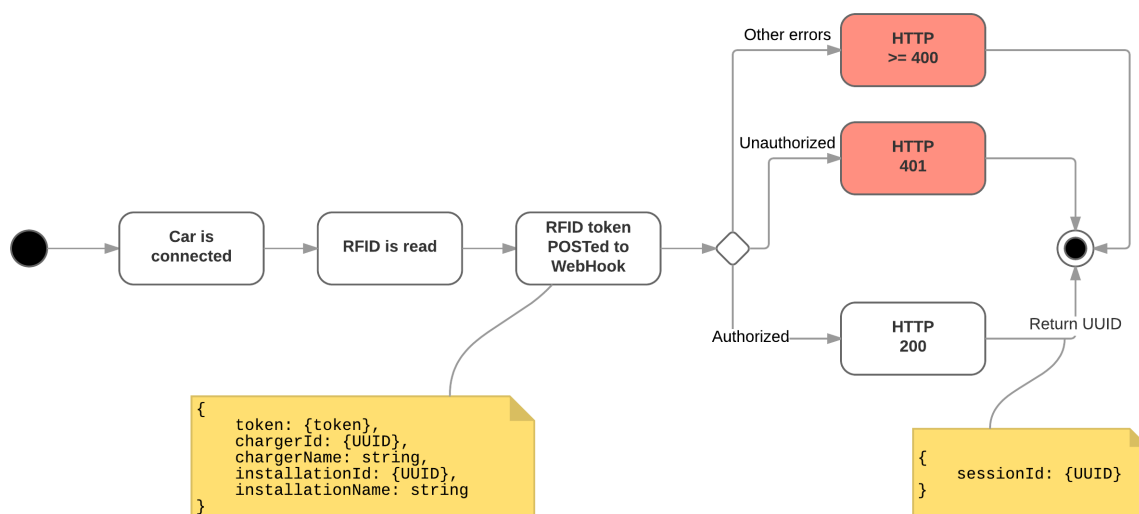 Other errors
HTTP
>= 400
Unauthorized
HTTP
401
Car is
connected
RFID is read
RFID token
POSTed to
WebHook
Authorized
HTTP
200
Return UUID
{
    token: {token},
    chargerId: {UUID},
    chargerName: string,
    installationId: {UUID},
    installationName: string
}
{
    sessionId: {UUID}
}